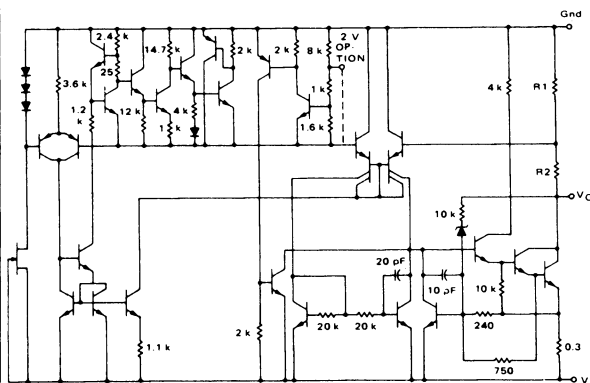 Gnd
2.4 k
14.7 k
2 k
2 k
8 k
2 V
OP-
TION
25
3.6 k
4 k
R1
1.2
k
12 k
4 k
1 k
1 k
1.6 k
R2
10 k
20 pF
10 pF
10 k
2 k
20 k
20 k
240
1.1 k
0.3
750